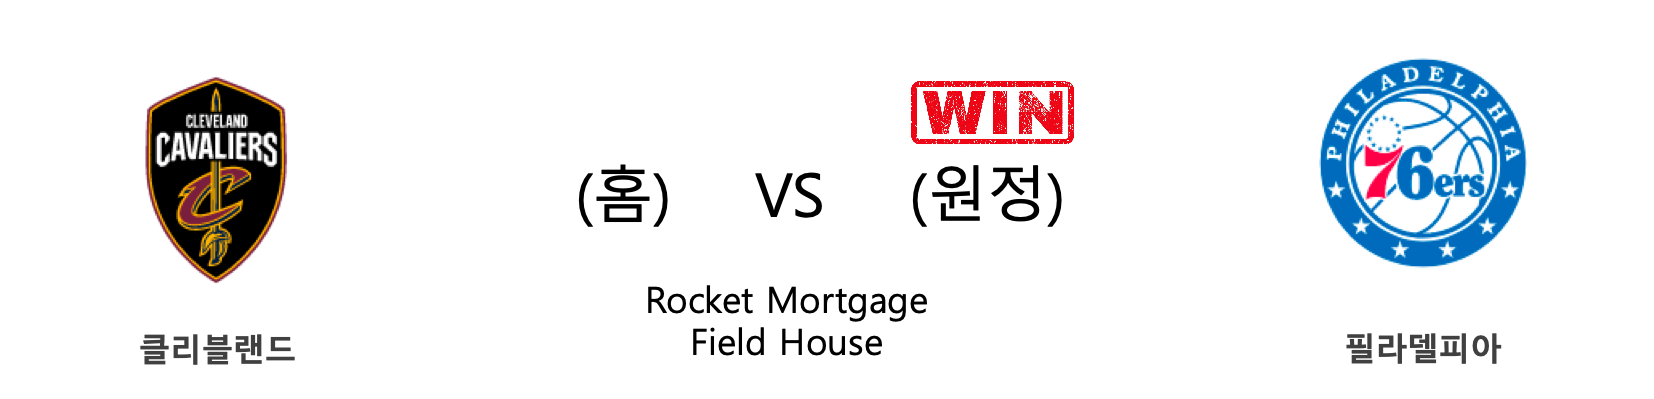 CLEVELAND
CAVALIERS
C
클리블랜드
WIN
(홈) VS (원정)
Rocket Mortgage
Field House
PHILADELPHIA
76ers
필라델피아